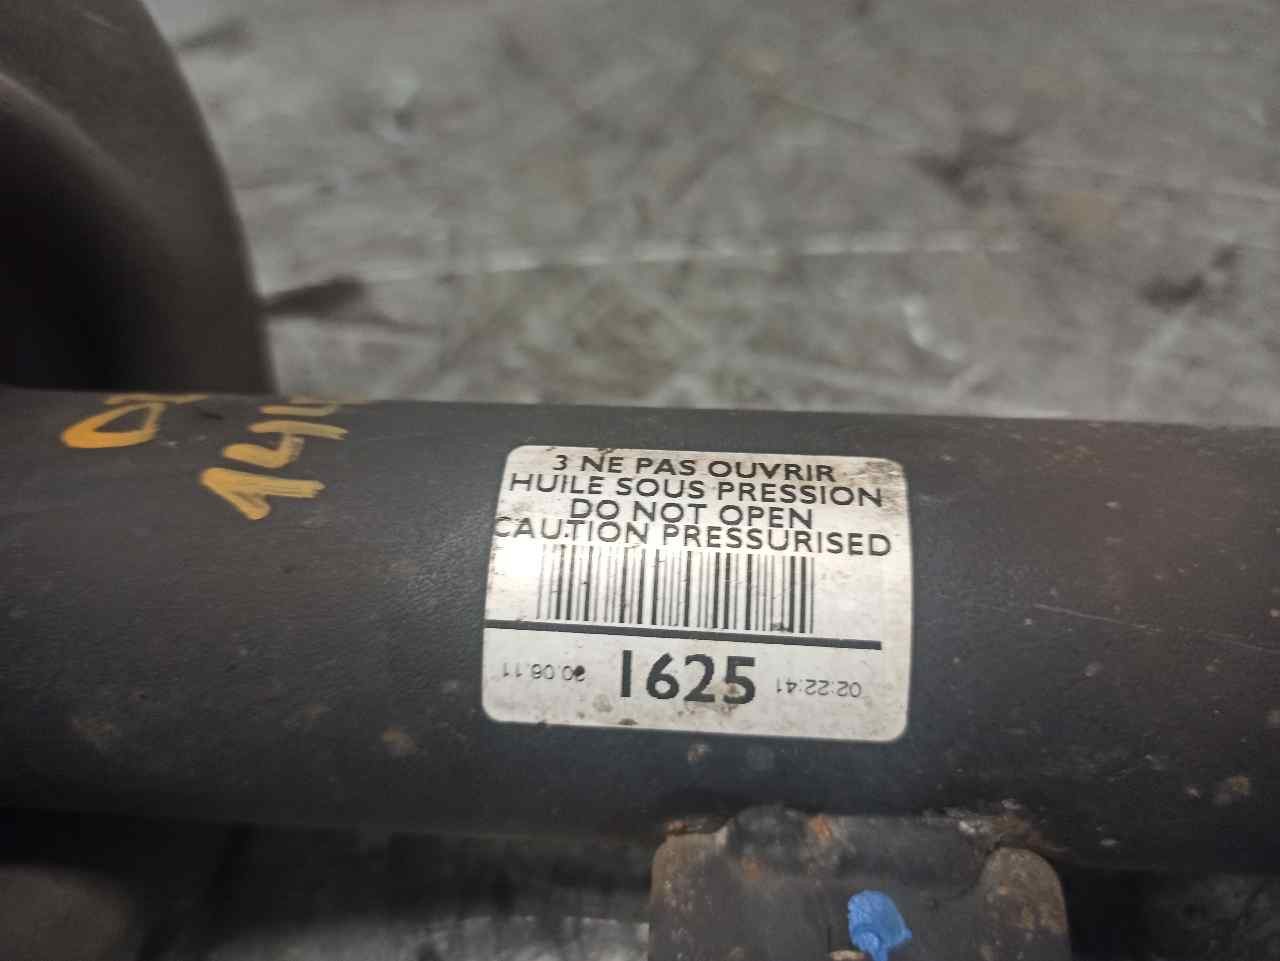 3 NE PAS OUVRIR
HUILE SOUS PRESSION
DO NOT OPEN
CAUTION PRESSURISED
1625
02:22:41